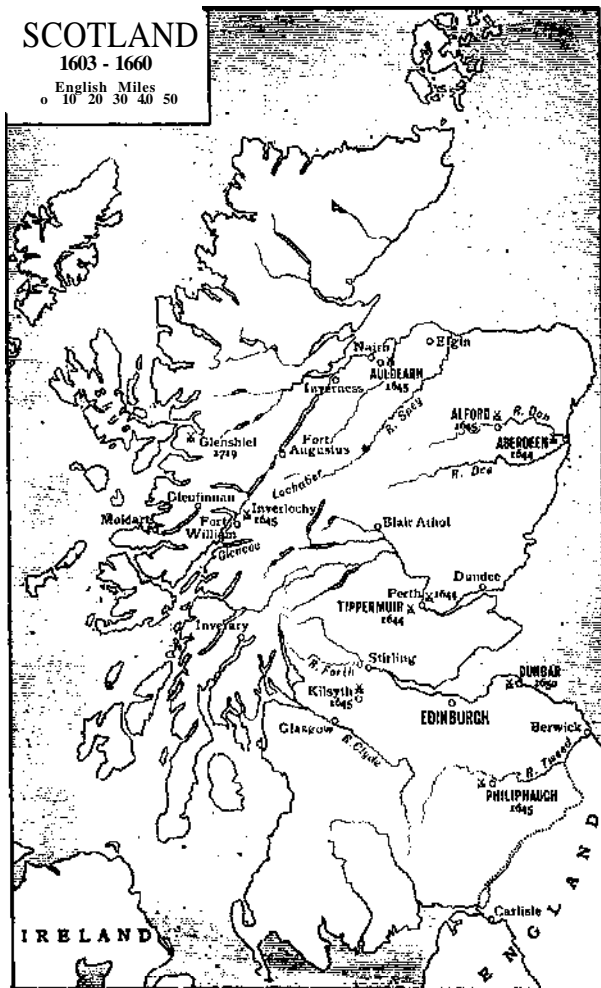 SCOTLAND
1603 - 1660
English Miles
0 10 20 30 40 50
Nairn
Elgin
AULDEARN
1645
Inverness
R. Spey
ALFORD
1645
R. Don
ABERDEEN
1644
R. Dee
Skye
Glenshiel
1719
Fort
Augustus
Lochaber
Glenfinnan
Moidart
Fort
William
Inverlochy
1645
Glencoe
Blair Athol
Dundee
Perth 1644
TIPPERMUIR
1644
Inverary
R. Forth
Stirling
Kilsyth
1645
DUNBAR
1650
EDINBURGH
Glasgow
R. Clyde
Berwick
R. Tweed
PHILIPHAUGH
1645
Carlisle
IRELAND
ENGLAND